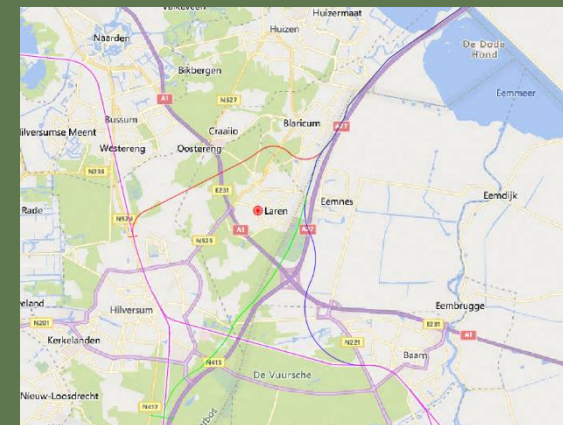 Huizermaat
Naarden
Huizen
De Dode
Hond
Bikbergen
Eemmeer
A1
N527
Bussum
Craailo
Blaricum
A27
Hilversumse Meent
Westereng
Oostereng
N236
E231
Eemnes
Eemdijk
Rade
N524
Laren
A1
A27
N525
Hilversum
Eembrugge
N201
E231
A1
Kerkelanden
N221
Baarn
N415
De Vuursche
Nieuw-Loosdrecht
N417